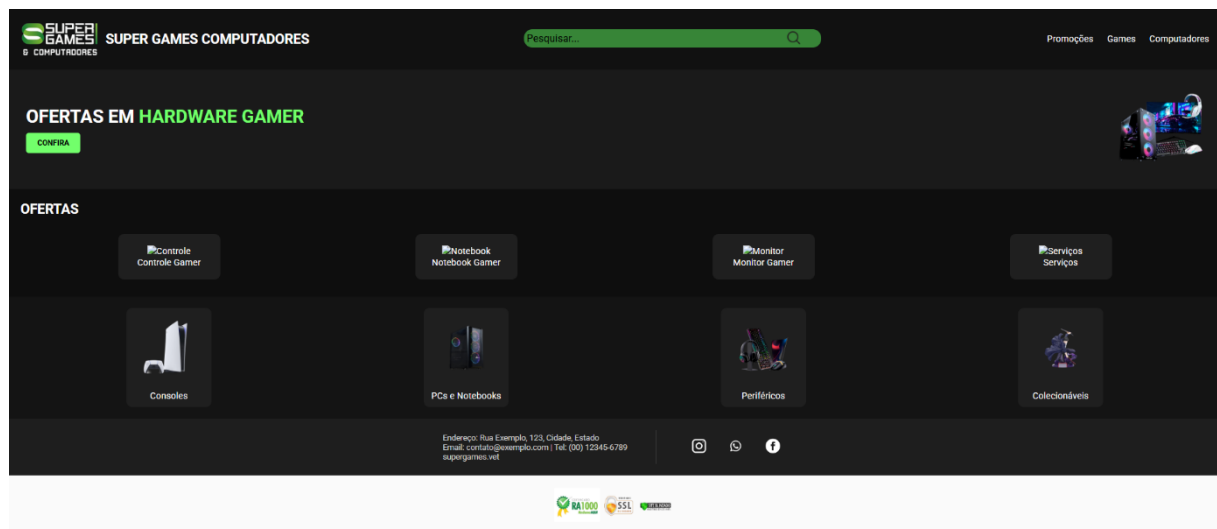 SUPER
GAMES
& COMPUTADORES
SUPER GAMES COMPUTADORES
Pesquisar...
Promoções Games Computadores
OFERTAS EM HARDWARE GAMER
CONFIRA
OFERTAS
Controle
Controle Gamer
Notebook
Notebook Gamer
Monitor
Monitor Gamer
Serviços
Serviços
Consoles
PCs e Notebooks
Periféricos
Colecionáveis
Endereço: Rua Exemplo, 123, Cidade, Estado
Email: contato@exemplo.com | Tel: (00) 12345-6789
supergames.vet
RA1000
SSL